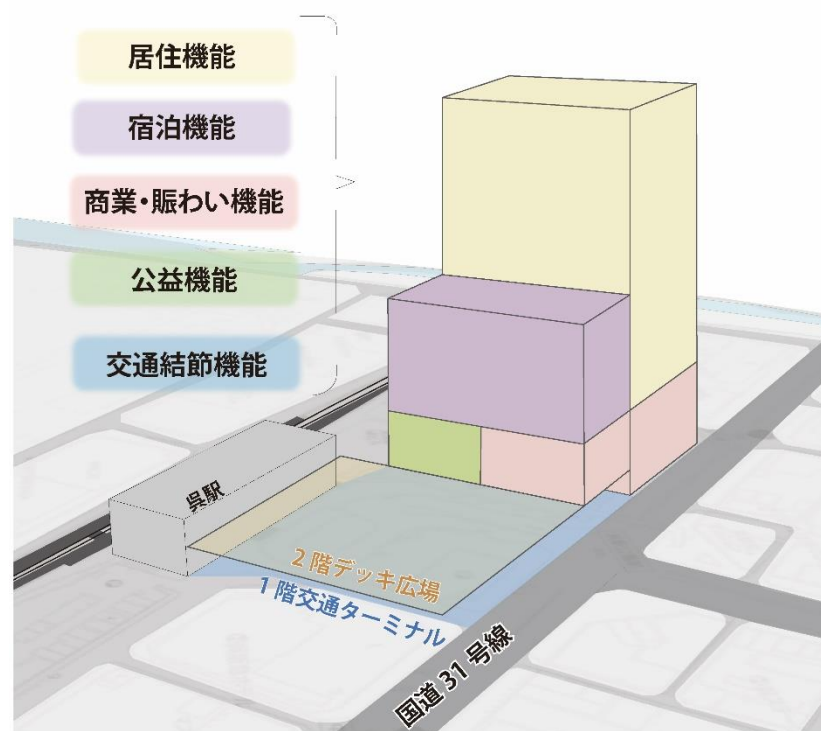 居住機能
宿泊機能
商業・賑わい機能
公益機能
交通結節機能
呉駅
2階デッキ広場
1階交通ターミナル
国道31号線